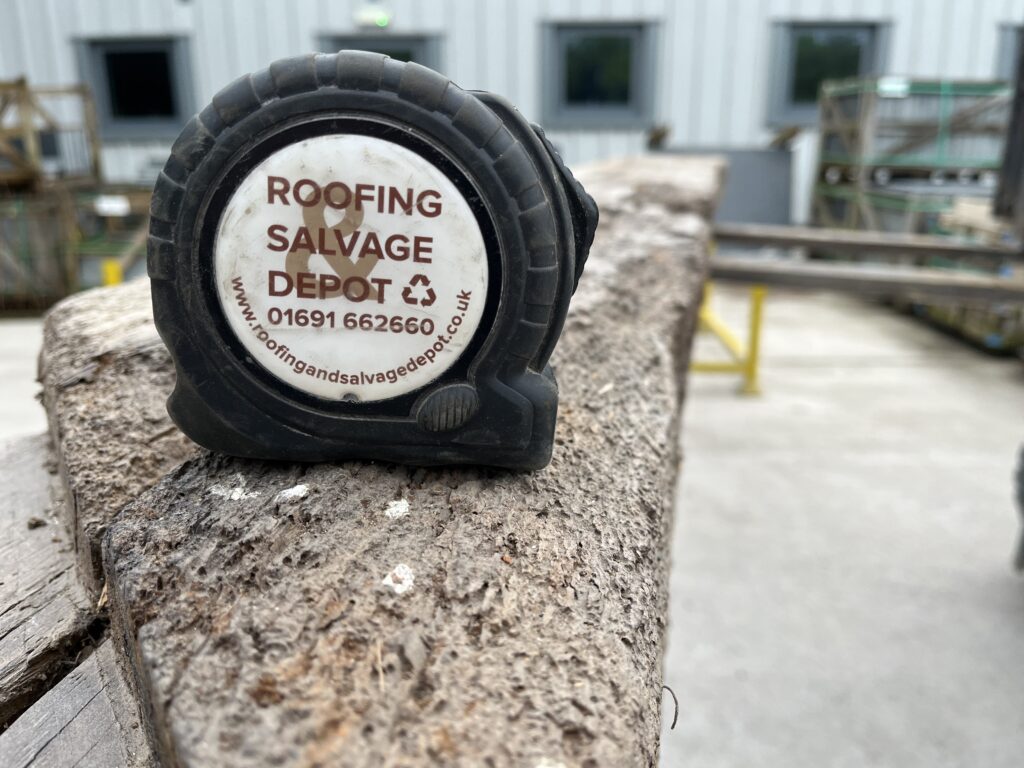 ROOFING
&
SALVAGE
DEPOT
01691 662660
www.roofingandsalvagedepot.co.uk